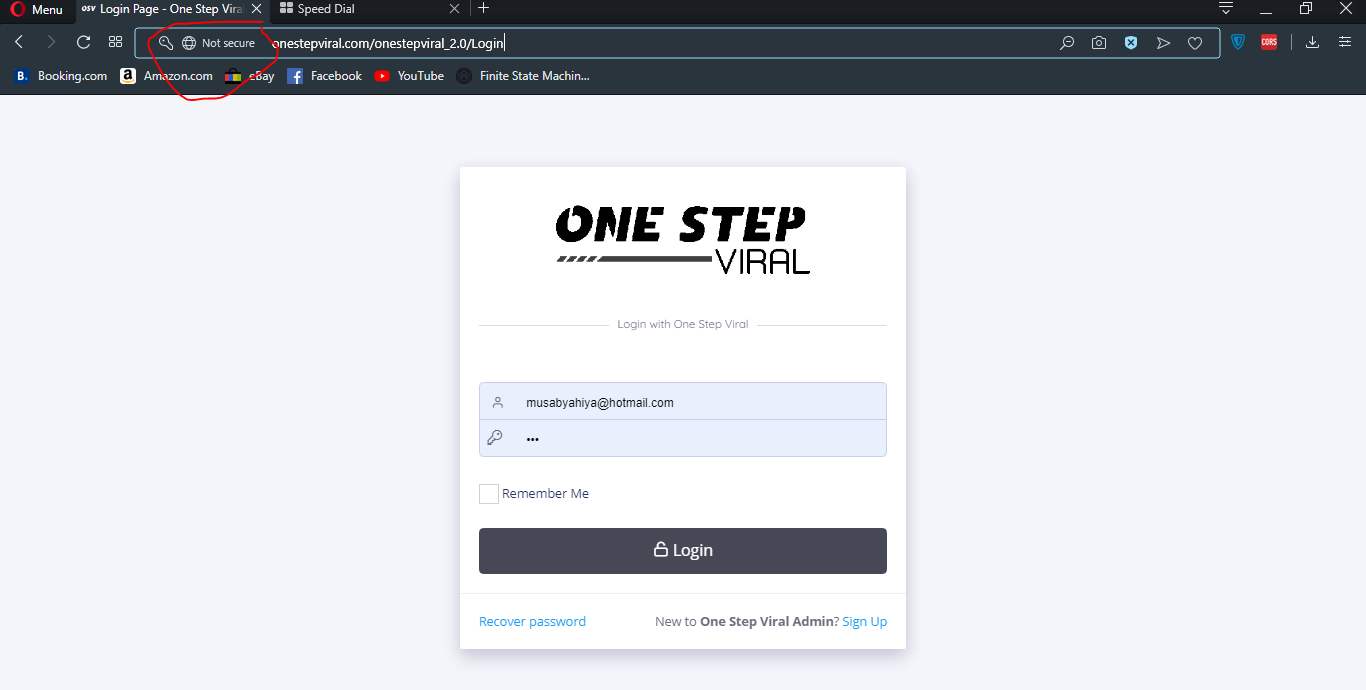 Menu
osv Login Page - One Step Vira
Speed Dial
Not secure
onestepviral.com/onestepviral_2.0/Login
CORS
B. Booking.com
a Amazon.com
eBay
f Facebook
YouTube
Finite State Machin...
ONE STEP
VIRAL
Login with One Step Viral
musabyahiya@hotmail.com
•••
Remember Me
Login
Recover password
New to One Step Viral Admin? Sign Up